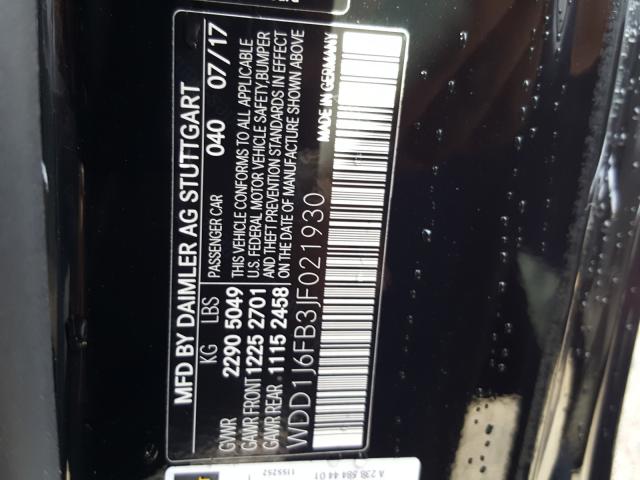 MFD BY DAIMLER AG STUTTGART
KG LBS PASSENGER CAR 040 07/17
GVWR 2290 5049
GAWR FRONT 1225 2701
GAWR REAR 1115 2458
THIS VEHICLE CONFORMS TO ALL APPLICABLE
U.S. FEDERAL MOTOR VEHICLE SAFETY,BUMPER
AND THEFT PREVENTION STANDARDS IN EFFECT
ON THE DATE OF MANUFACTURE SHOWN ABOVE
WDD1J6FB3JF021930 MADE IN GERMANY
A 238 584 44 01
1155252